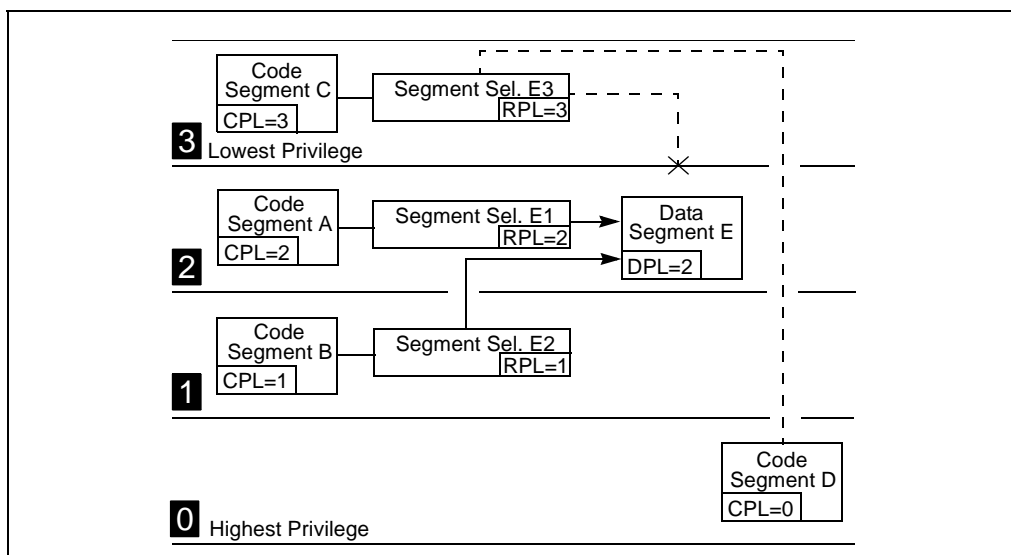 Code
Segment C
CPL=3
Segment Sel. E3
RPL=3
3
Lowest Privilege
Code
Segment A
CPL=2
Segment Sel. E1
RPL=2
Data
Segment E
DPL=2
2
Code
Segment B
CPL=1
Segment Sel. E2
RPL=1
1
Code
Segment D
CPL=0
0
Highest Privilege